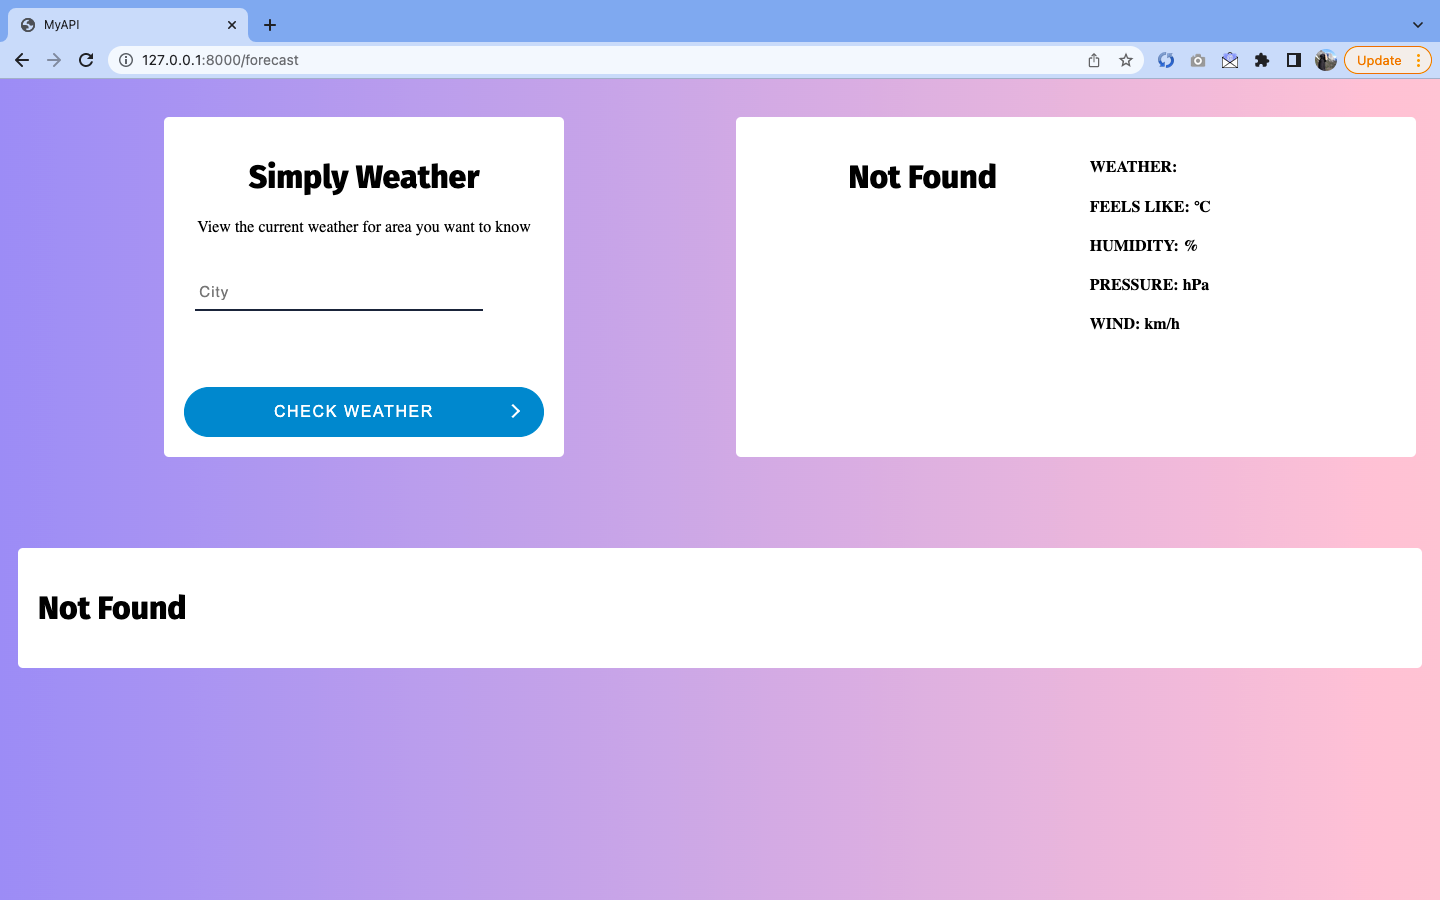 MyAPI
127.0.0.1:8000/forecast
Update
Simply Weather
View the current weather for area you want to know
City
CHECK WEATHER
Not Found
WEATHER:
FEELS LIKE: °C
HUMIDITY: %
PRESSURE: hPa
WIND: km/h
Not Found